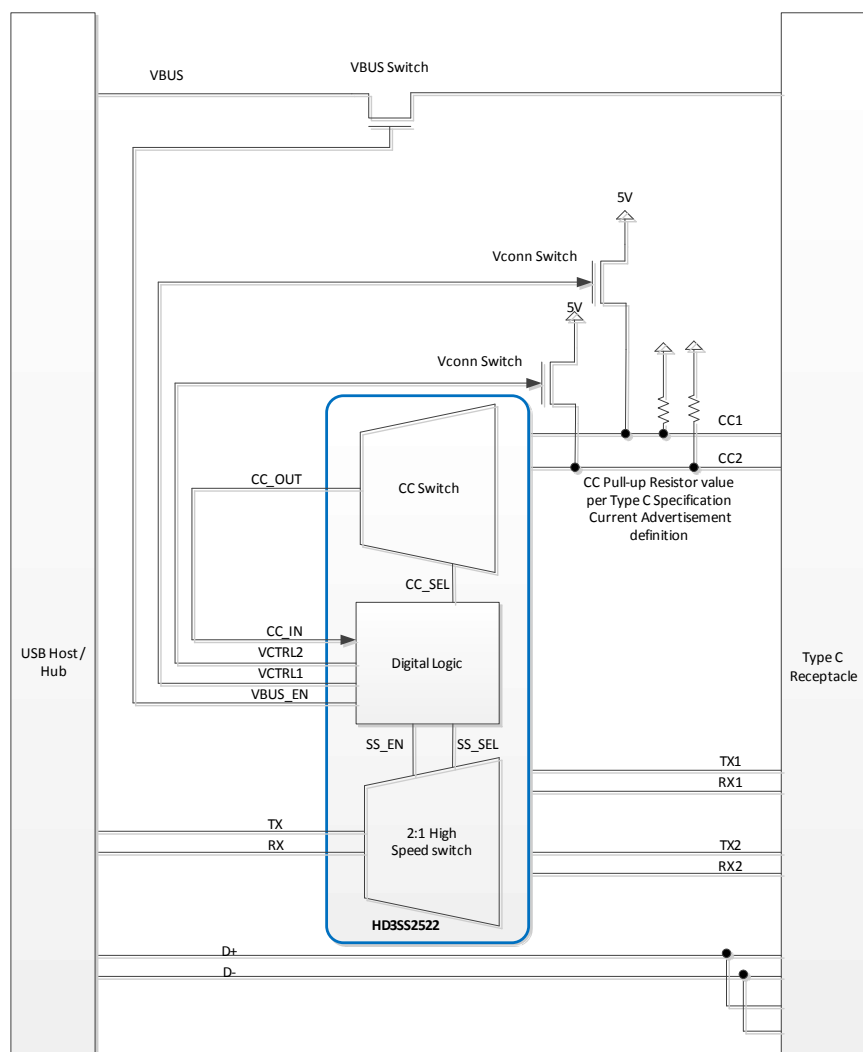 VBUS
VBUS Switch
5V
Vconn Switch
5V
Vconn Switch
CC1
CC2
CC_OUT
CC Switch
CC Pull-up Resistor value
per Type C Specification
Current Advertisement
definition
CC_SEL
CC_IN
USB Host/
Hub
VCTRL2
Digital Logic
Type C
Receptacle
VCTRL1
VBUS_EN
SS_EN
SS_SEL
TX1
RX1
TX
2:1 High
Speed switch
RX
TX2
RX2
HD3SS2522
D+
D-